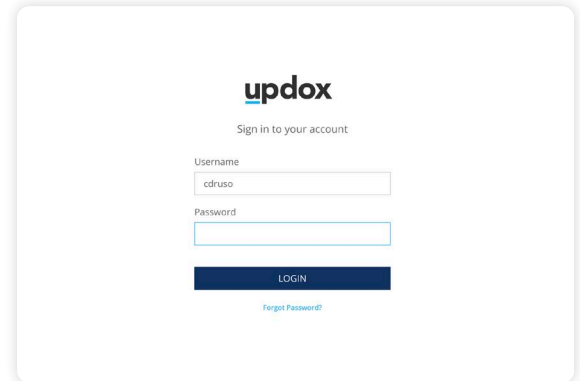 updox
Sign in to your account
Username
cdruso
Password
LOGIN
Forgot Password?